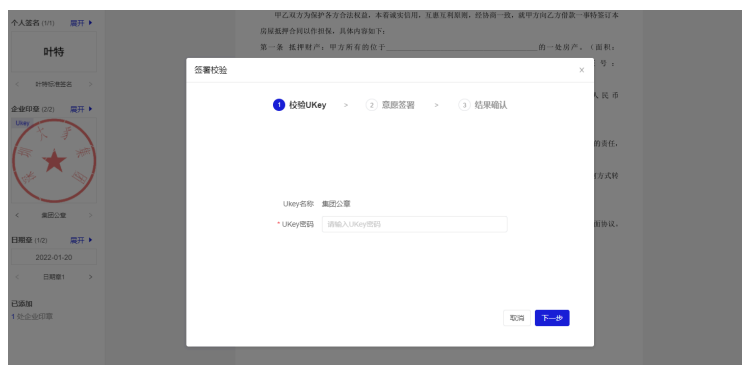 个人签名 (1/1) 展开
叶特
叶特标准签名
企业印章 (2/2) 展开
Ukey
集团公章
日期章 (1/2) 展开
2022-01-20
日期章1
已添加
1 处企业印章
甲乙双方为保护各方合法权益,本着诚实信用,互惠互利原则,经协商一致,就甲方向乙方借款一事特签订本
房屋抵押合同以作担保,具体内容如下:
第一条 抵押财产:甲方所有的位于 的一处房产。(面积:
号:
人民币
的责任,
方式转
面协议。
签署校验 ×
1 校验UKey > 2 意愿签署 > 3 结果确认
Ukey名称 集团公章
* UKey密码 请输入UKey密码
取消 下一步